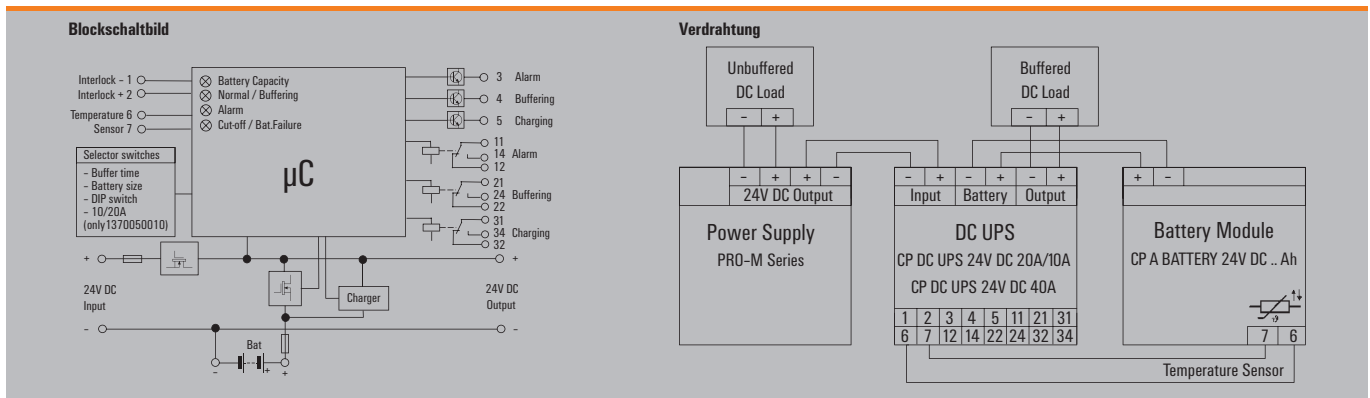 Blockschaltbild
Interlock - 1
Interlock + 2
Temperature 6
Sensor 7
Battery Capacity
Normal / Buffering
Alarm
Cut-off / Bat.Failure
µC
Selector switches
- Buffer time
- Battery size
- DIP switch
- 10/20A
(only1370050010)
3 Alarm
4 Buffering
5 Charging
11
14 Alarm
12
21
24 Buffering
22
31
34 Charging
32
+
+
24V DC
Input
Charger
24V DC
Output
-
-
Bat
-
+
+
Verdrahtung
Unbuffered
DC Load
- +
Buffered
DC Load
- +
- + + -
24V DC Output
Power Supply
PRO-M Series
- + - + - +
Input Battery Output
DC UPS
CP DC UPS 24V DC 20A/10A
CP DC UPS 24V DC 40A
1 2 3 4 5 11 21 31
6 7 12 14 22 24 32 34
+ -
Battery Module
CP A BATTERY 24V DC .. Ah
ϑ
7 6
Temperature Sensor